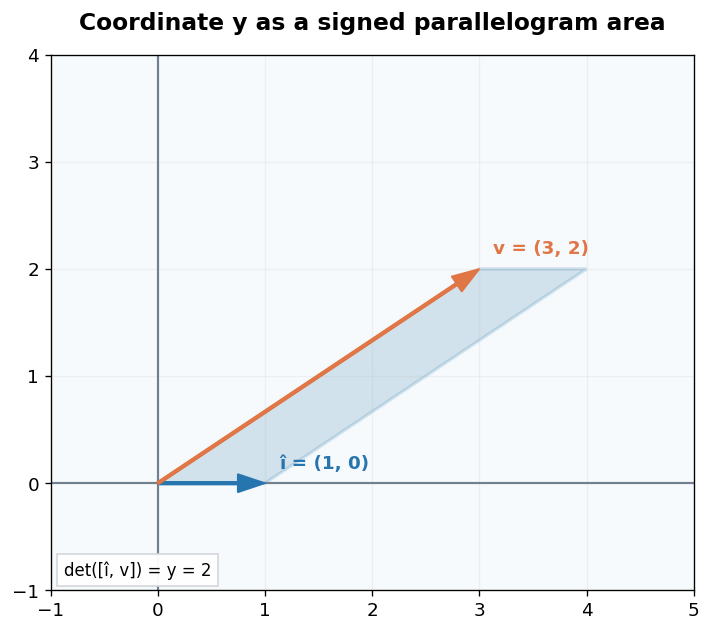 Coordinate y as a signed parallelogram area
4
3
2
1
0
−1
v = (3, 2)
î = (1, 0)
det([î, v]) = y = 2
−1 0 1 2 3 4 5